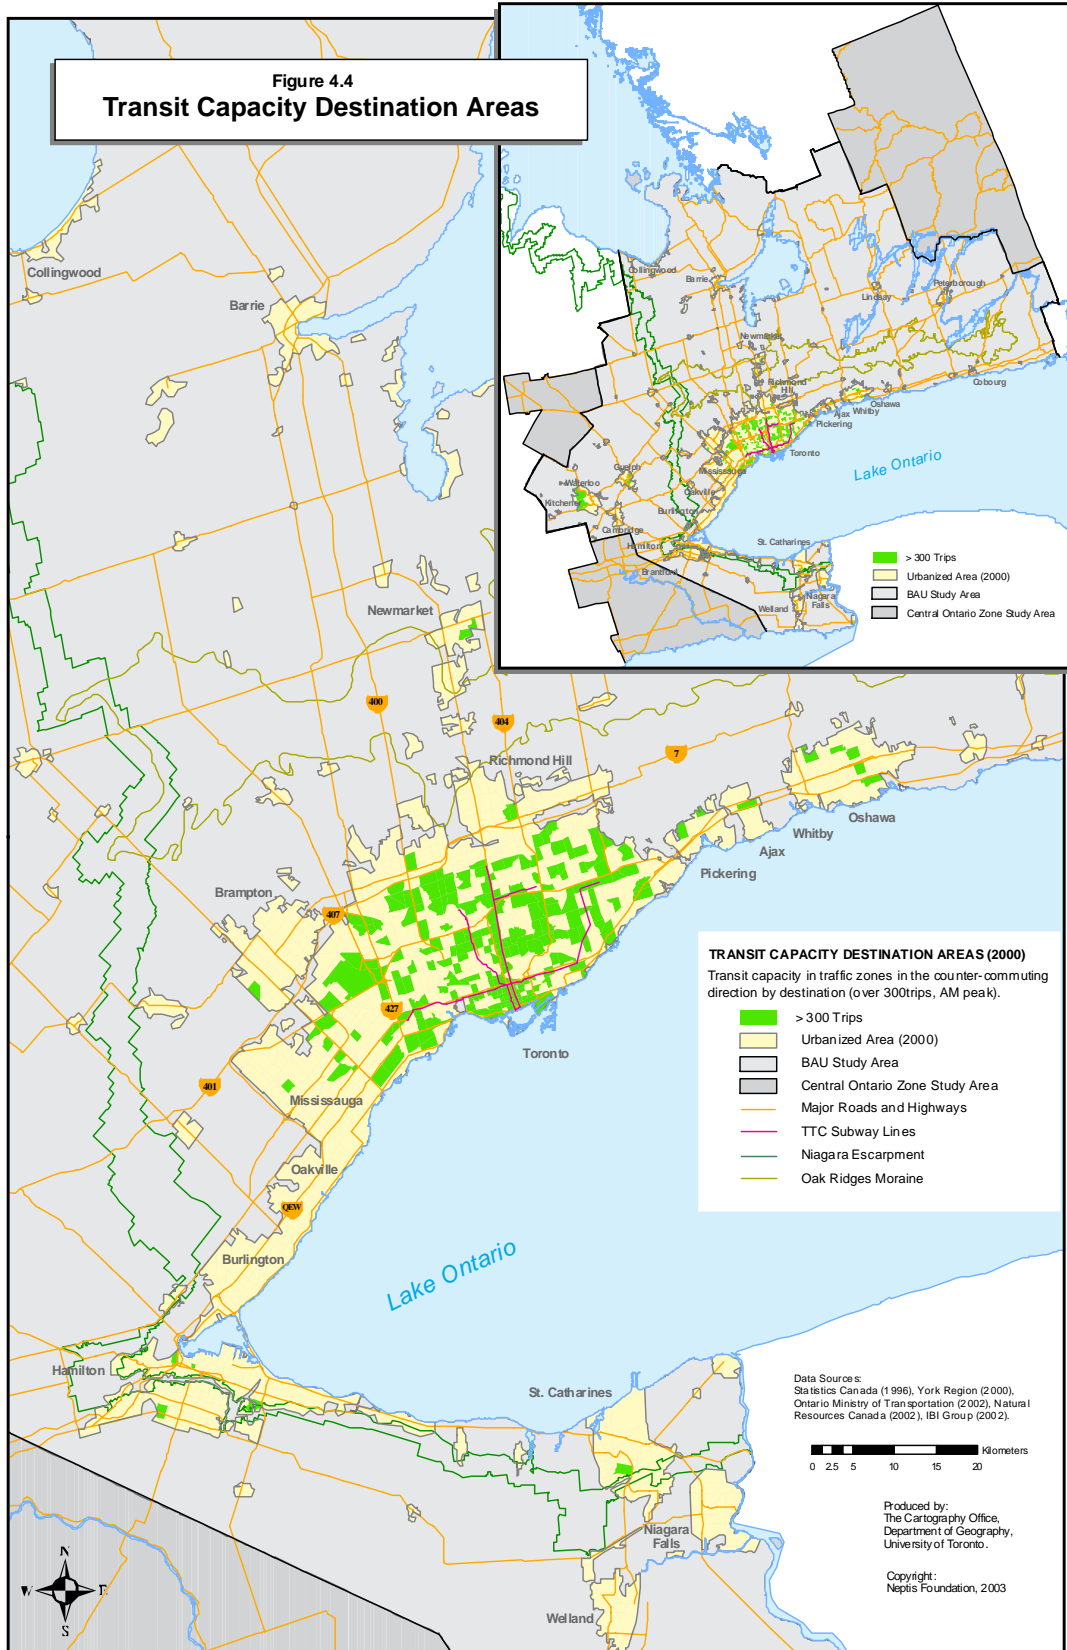 Figure 4.4
Transit Capacity Destination Areas
Collingwood
Barrie
Newmarket
400
404
7
Richmond Hill
Oshawa
Whitby
Ajax
Pickering
Brampton
407
427
Toronto
401
Mississauga
Oakville
QEW
Burlington
Lake Ontario
Hamilton
St. Catharines
Niagara
Falls
Welland
N
W E
S
Collingwood
Barrie
Lindsay
Peterborough
Newmarket
Richmond
Hill
Cobourg
Oshawa
Whitby
Ajax
Pickering
Toronto
Lake Ontario
Mississauga
Guelph
Waterloo
Kitchener
Oakville
Burlington
Cambridge
Hamilton
Brantford
St. Catharines
Niagara
Falls
Welland
> 300 Trips
Urbanized Area (2000)
BAU Study Area
Central Ontario Zone Study Area
TRANSIT CAPACITY DESTINATION AREAS (2000)
Transit capacity in traffic zones in the counter-commuting
direction by destination (over 300trips, AM peak).
> 300 Trips
Urbanized Area (2000)
BAU Study Area
Central Ontario Zone Study Area
Major Roads and Highways
TTC Subway Lines
Niagara Escarpment
Oak Ridges Moraine
Data Sources:
Statistics Canada (1996), York Region (2000),
Ontario Ministry of Transportation (2002), Natural
Resources Canada (2002), IBI Group (2002).
Kilometers
0 2.5 5 10 15 20
Produced by:
The Cartography Office,
Department of Geography,
University of Toronto.
Copyright:
Neptis Foundation, 2003